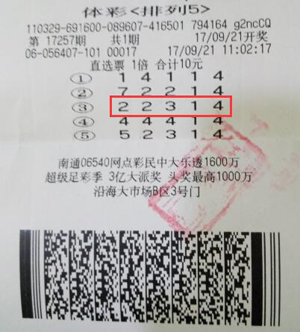 体彩<排列5>
110329-691600-089607-416501 794164 g2ncCQ
第 17257期 共1期 17/09/21开奖
06-056407-101 00017 17/09/21 11:02:17
直选票 1倍 合计10元
① 1 4 1 1 4
② 7 2 2 1 4
③ 2 2 3 1 4
④ 4 4 4 1 4
⑤ 5 2 3 1 4
南通06540网点彩民中大乐透1600万
超级足彩季 3亿大派奖 头奖最高1000万
沿海大市场B区3号门